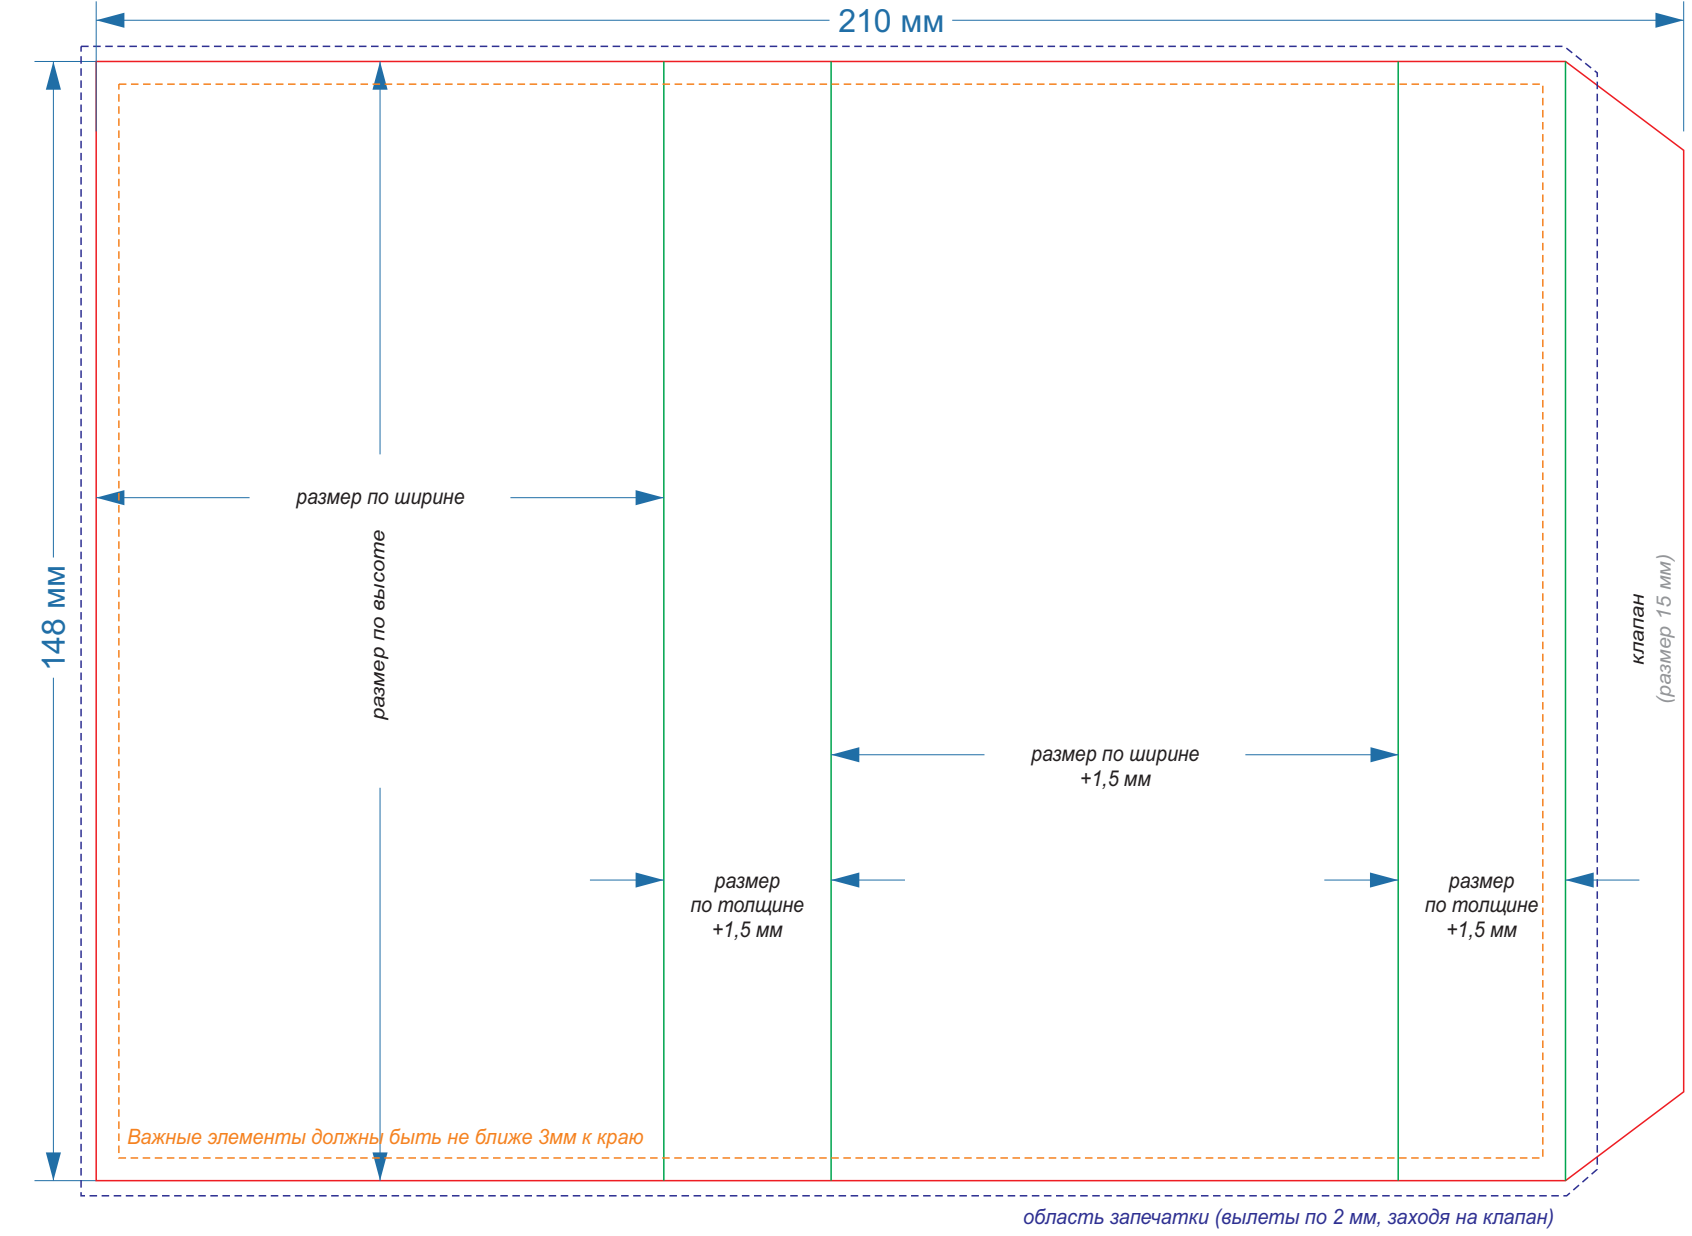 210 мм
148 мм
размер по ширине
размер по высоте
клапан
(размер 15 мм)
размер по ширине
+1,5 мм
размер
по толщине
+1,5 мм
размер
по толщине
+1,5 мм
Важные элементы должны быть не ближе 3мм к краю
область запечатки (вылеты по 2 мм, заходя на клапан)